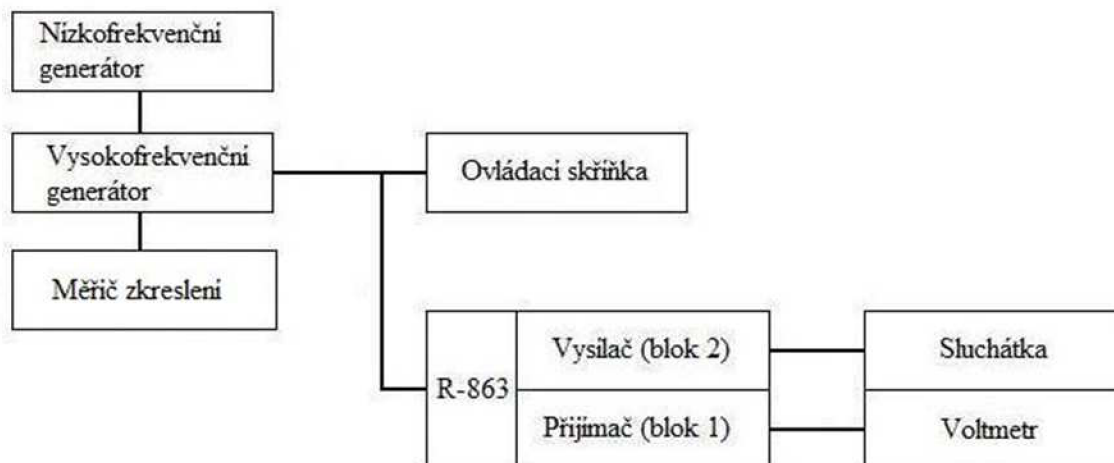 Nízkofrekvenční
generátor
Vysokofrekvenční
generátor
Ovládací skříňka
Měřič zkreslení
R-863
Vysílač (blok 2)
Sluchátka
Přijímač (blok 1)
Voltmetr